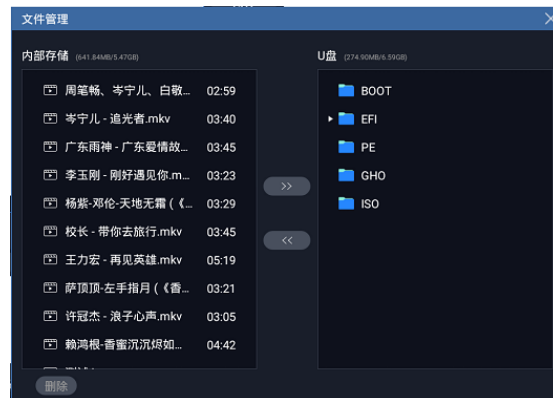 文件管理
内部存储 (641.84MB/5.47GB)
周笔畅、岑宁儿、白敬... 02:59
岑宁儿 - 追光者.mkv 03:40
广东雨神 - 广东爱情故... 03:45
李玉刚 - 刚好遇见你.m... 03:23
杨紫-邓伦-天地无霜 (《... 03:29
校长 - 带你去旅行.mkv 03:45
王力宏 - 再见英雄.mkv 05:19
萨顶顶-左手指月 (《香... 03:21
许冠杰 - 浪子心声.mkv 03:05
赖鸿根-香蜜沉沉烬如... 04:42
删除
>>
<<
U盘 (274.90MB/6.59GB)
BOOT
EFI
PE
GHO
ISO